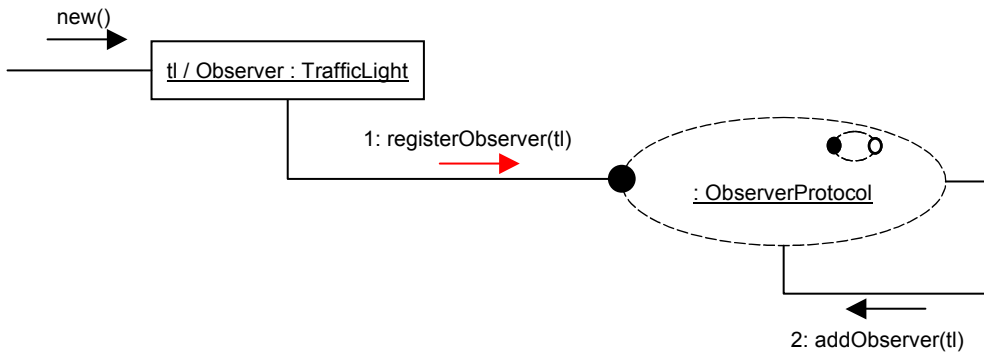 new()
tl / Observer : TrafficLight
1: registerObserver(tl)
: ObserverProtocol
2: addObserver(tl)